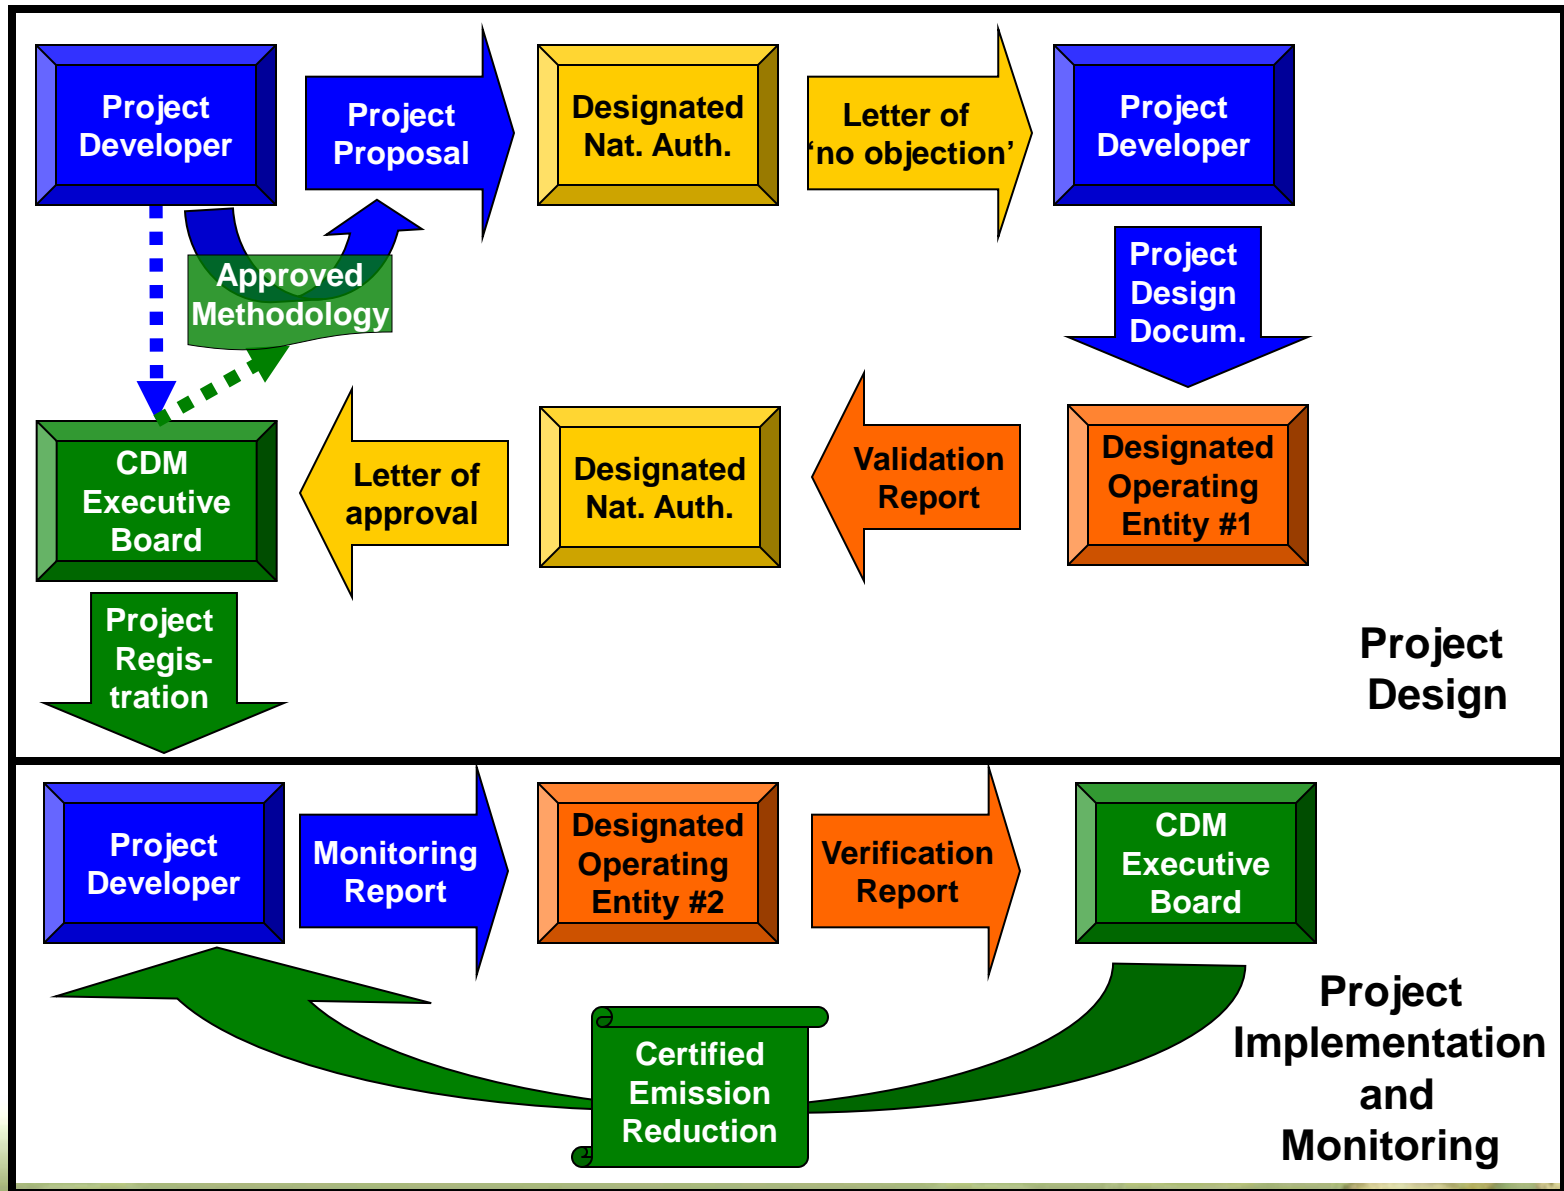 Project
Developer
Project
Proposal
Designated
Nat. Auth.
Letter of
‘no objection’
Project
Developer
Approved
Methodology
Project
Design
Docum.
CDM
Executive
Board
Letter of
approval
Designated
Nat. Auth.
Validation
Report
Designated
Operating
Entity #1
Project
Regis-
tration
Project
Design
Project
Developer
Monitoring
Report
Designated
Operating
Entity #2
Verification
Report
CDM
Executive
Board
Certified
Emission
Reduction
Project
Implementation
and
Monitoring